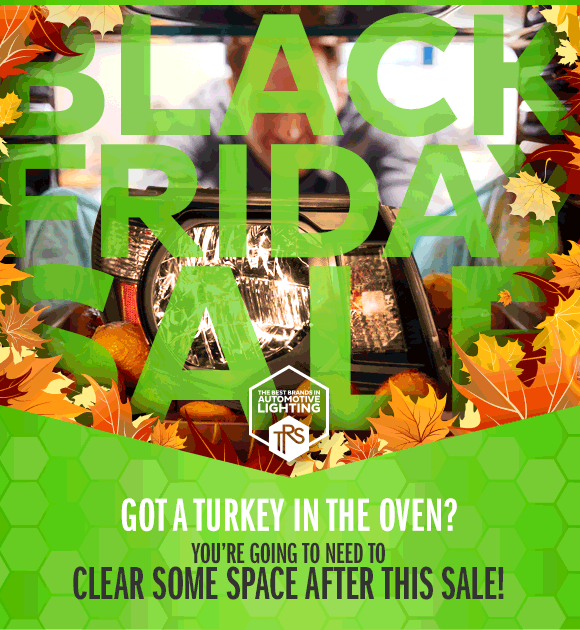 BLACK
FRIDAY
SALE
THE BEST BRANDS IN
AUTOMOTIVE
LIGHTING
TRS
GOT A TURKEY IN THE OVEN?
YOU'RE GOING TO NEED TO
CLEAR SOME SPACE AFTER THIS SALE!